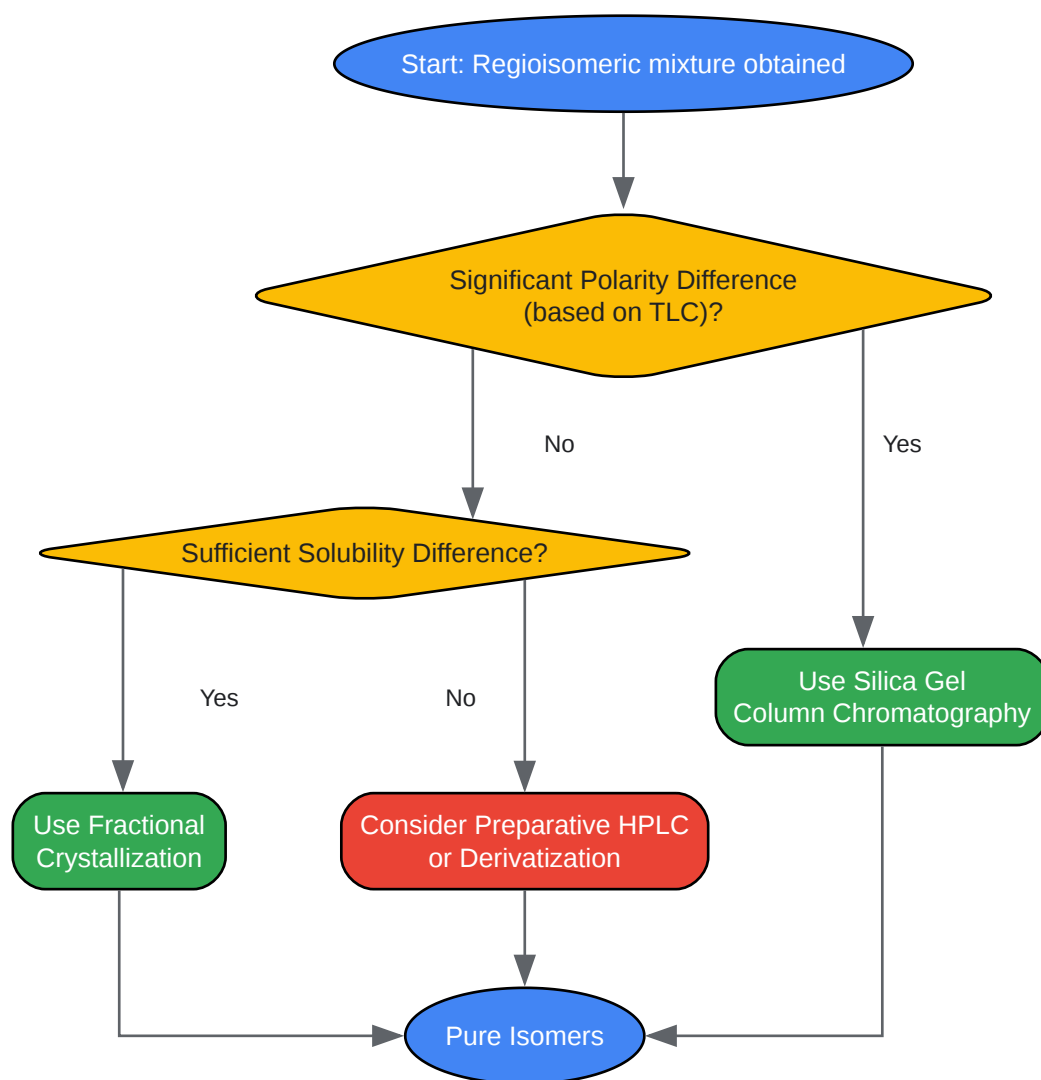 Start: Regioisomeric mixture obtained
Significant Polarity Difference
(based on TLC)?
No
Yes
Sufficient Solubility Difference?
Yes
No
Use Silica Gel
Column Chromatography
Use Fractional
Crystallization
Consider Preparative HPLC
or Derivatization
Pure Isomers